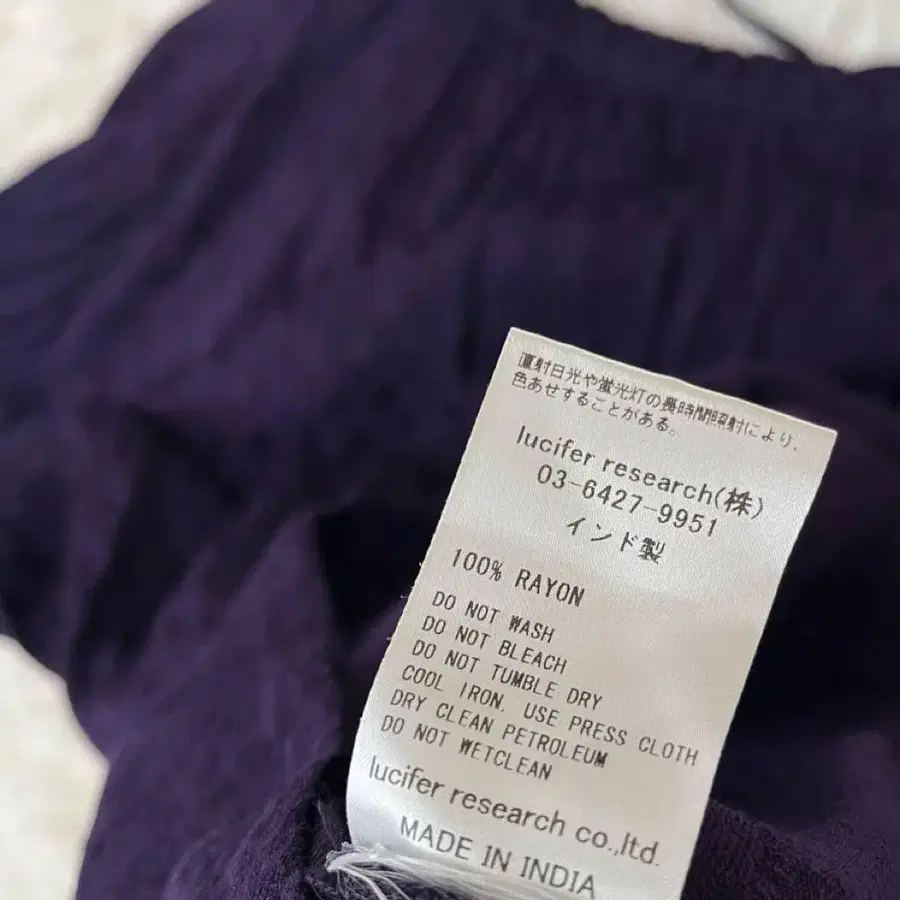 直射日光や蛍光灯の長時間照射により、
色あせすることがある。
lucifer research(株)
03-6427-9951
インド製
100% RAYON
DO NOT WASH
DO NOT BLEACH
DO NOT TUMBLE DRY
COOL IRON. USE PRESS CLOTH
DRY CLEAN PETROLEUM
DO NOT WETCLEAN
lucifer research co.,ltd.
MADE IN INDIA